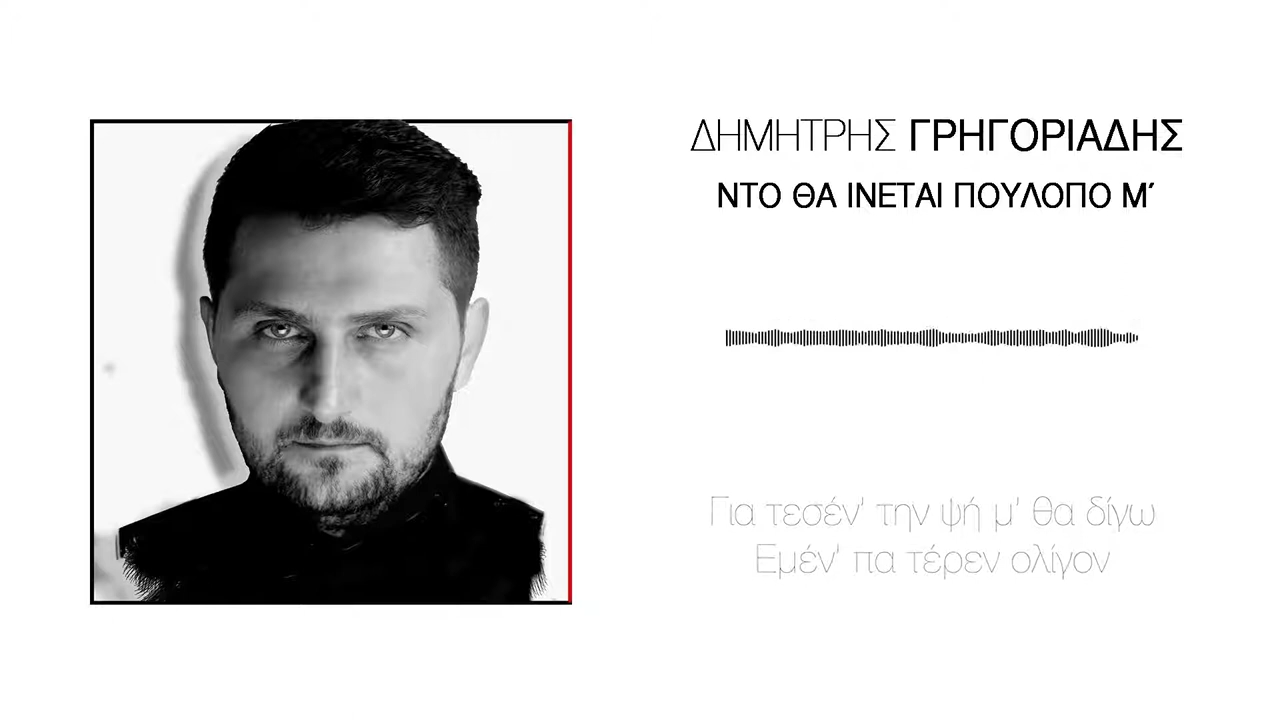 ΔΗΜΗΤΡΗΣ ΓΡΗΓΟΡΙΑΔΗΣ
ΝΤΟ ΘΑ ΙΝΕΤΑΙ ΠΟΥΛΟΠΟ Μ'
Για τεσέν' την ψή μ' θα δίγω
Εμέν' πα τέρεν ολίγον